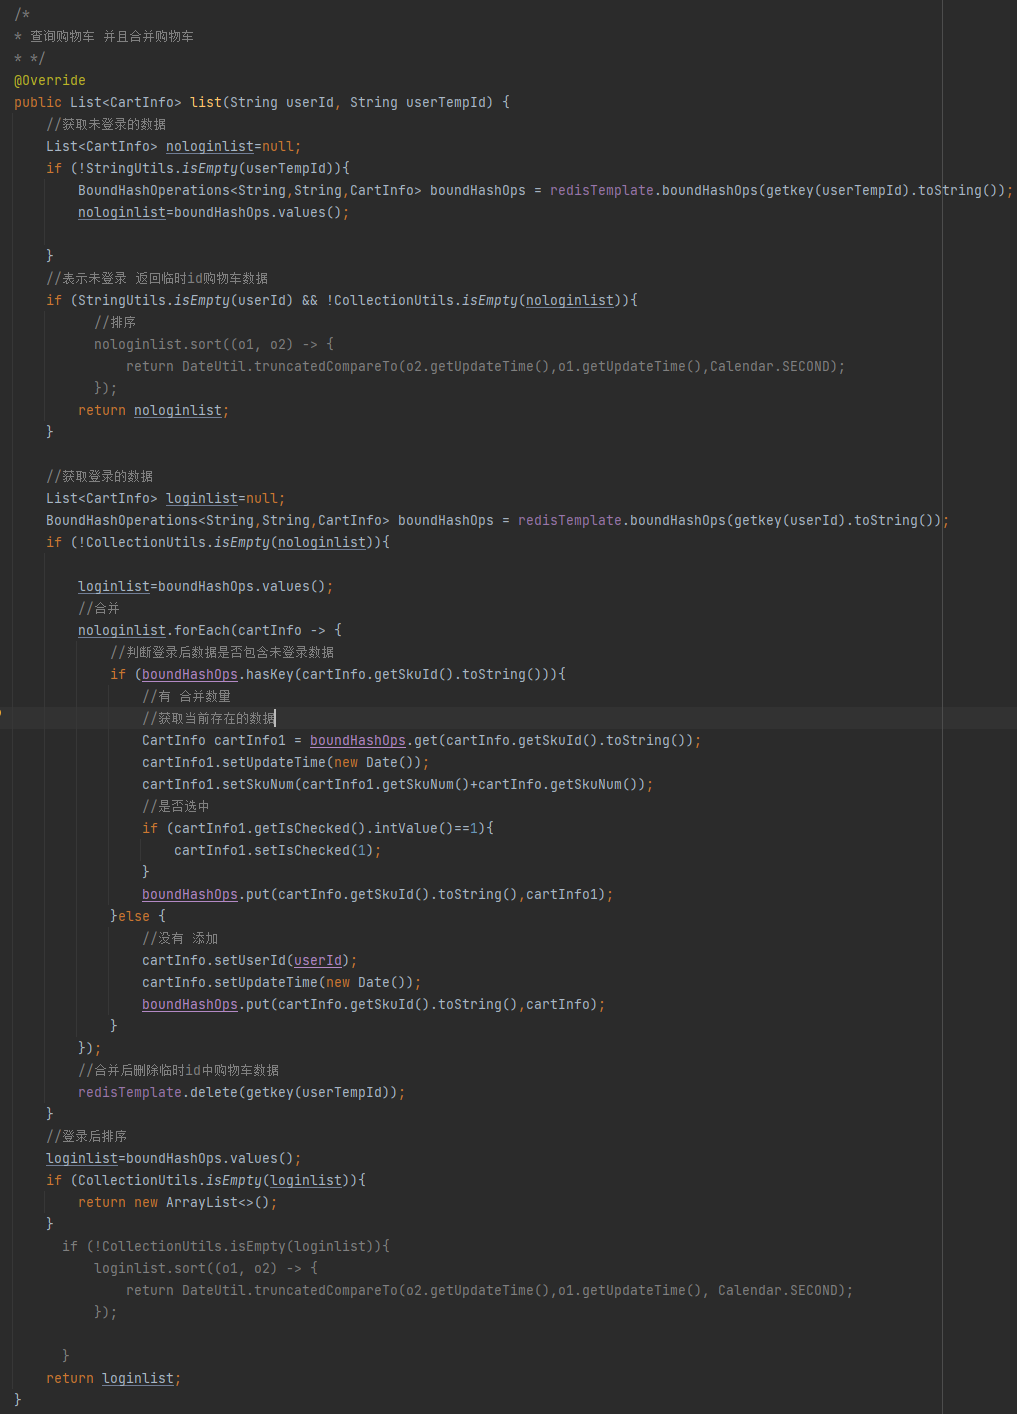 /*
* 查询购物车 并且合并购物车
* */
@Override
public List<CartInfo> list(String userId, String userTempId) {
//获取未登录的数据
List<CartInfo> nologinlist=null;
if (!StringUtils.isEmpty(userTempId)){
BoundHashOperations<String,String,CartInfo> boundHashOps = redisTemplate.boundHashOps(getkey(userTempId).toString());
nologinlist=boundHashOps.values();
}
//表示未登录 返回临时id购物车数据
if (StringUtils.isEmpty(userId) && !CollectionUtils.isEmpty(nologinlist)){
//排序
nologinlist.sort((o1, o2) -> {
return DateUtil.truncatedCompareTo(o2.getUpdateTime(),o1.getUpdateTime(),Calendar.SECOND);
});
return nologinlist;
}
//获取登录的数据
List<CartInfo> loginlist=null;
BoundHashOperations<String,String,CartInfo> boundHashOps = redisTemplate.boundHashOps(getkey(userId).toString());
if (!CollectionUtils.isEmpty(nologinlist)){
loginlist=boundHashOps.values();
//合并
nologinlist.forEach(cartInfo -> {
//判断登录后数据是否包含未登录数据
if (boundHashOps.hasKey(cartInfo.getSkuId().toString())){
//有 合并数量
//获取当前存在的数据
CartInfo cartInfo1 = boundHashOps.get(cartInfo.getSkuId().toString());
cartInfo1.setUpdateTime(new Date());
cartInfo1.setSkuNum(cartInfo1.getSkuNum()+cartInfo.getSkuNum());
//是否选中
if (cartInfo1.getIsChecked().intValue()==1){
cartInfo1.setIsChecked(1);
}
boundHashOps.put(cartInfo.getSkuId().toString(),cartInfo1);
}else {
//没有 添加
cartInfo.setUserId(userId);
cartInfo.setUpdateTime(new Date());
boundHashOps.put(cartInfo.getSkuId().toString(),cartInfo);
}
});
//合并后删除临时id中购物车数据
redisTemplate.delete(getkey(userTempId));
}
//登录后排序
loginlist=boundHashOps.values();
if (CollectionUtils.isEmpty(loginlist)){
return new ArrayList<>();
}
if (!CollectionUtils.isEmpty(loginlist)){
loginlist.sort((o1, o2) -> {
return DateUtil.truncatedCompareTo(o2.getUpdateTime(),o1.getUpdateTime(), Calendar.SECOND);
});
}
return loginlist;
}